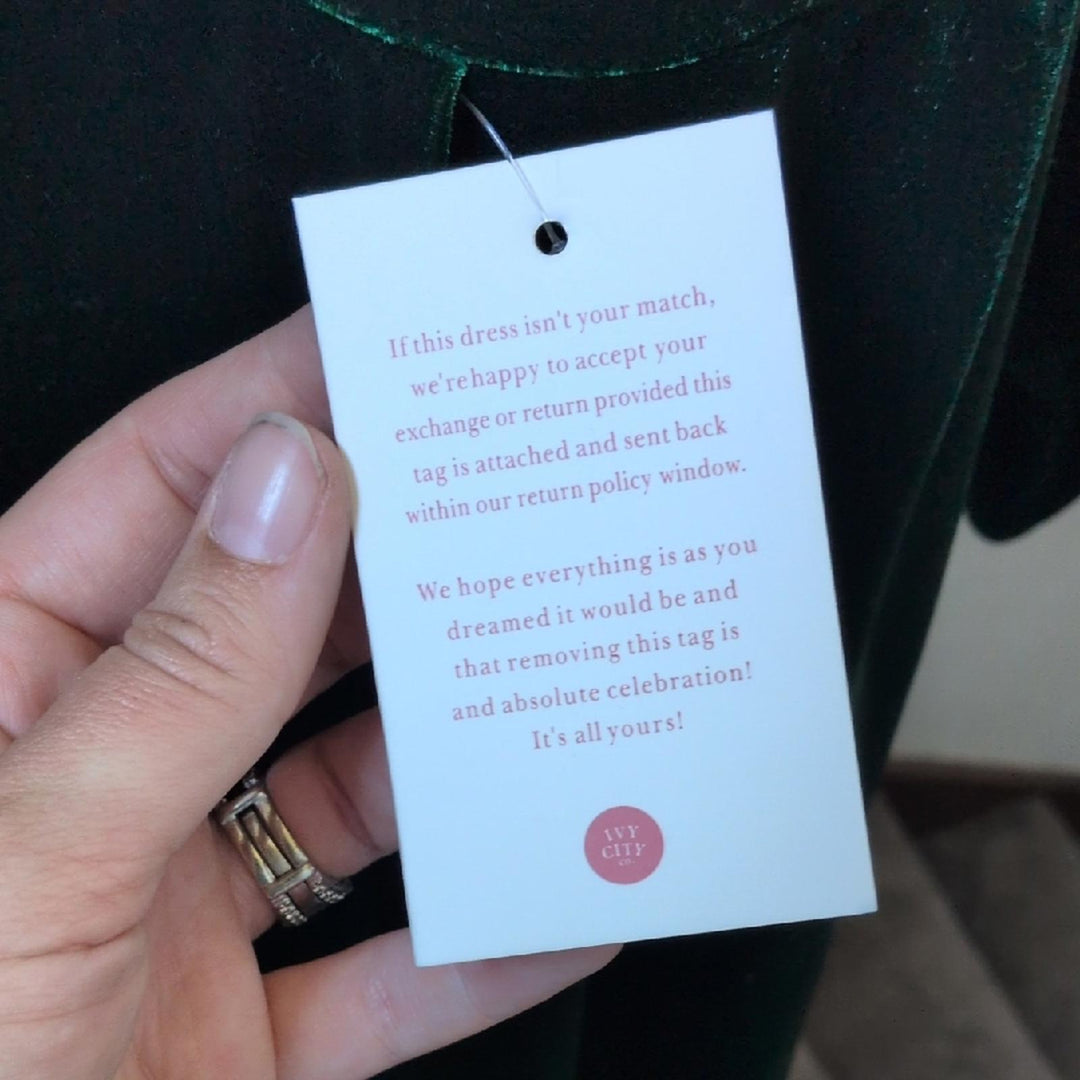 If this dress isn't your match,
we're happy to accept your
exchange or return provided this
tag is attached and sent back
within our return policy window.
We hope everything is as you
dreamed it would be and
that removing this tag is
and absolute celebration!
It's all yours!
IVY
CITY
CO.